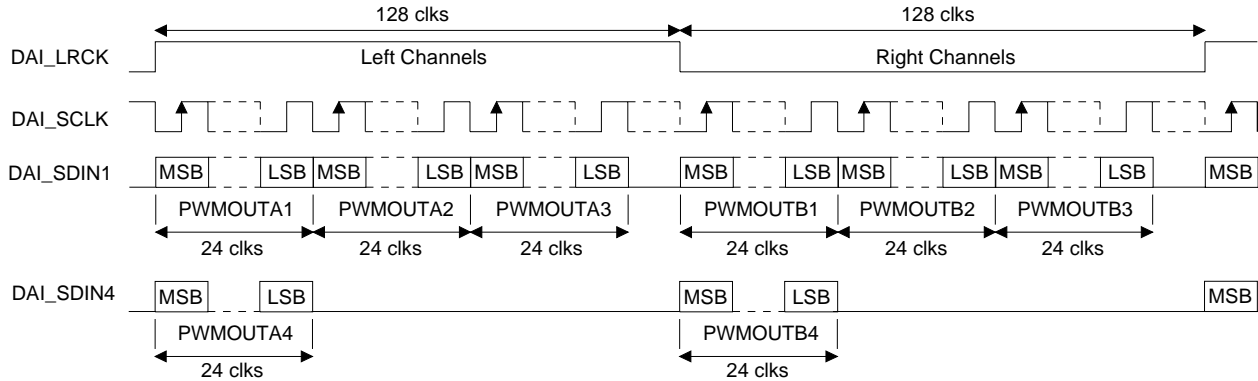 128 clks 128 clks
DAI_LRCK Left Channels Right Channels
DAI_SCLK
DAI_SDIN1 MSB LSB MSB LSB MSB LSB MSB LSB MSB LSB MSB LSB MSB
PWMOUTA1 PWMOUTA2 PWMOUTA3 PWMOUTB1 PWMOUTB2 PWMOUTB3
24 clks 24 clks 24 clks 24 clks 24 clks 24 clks
DAI_SDIN4 MSB LSB MSB LSB MSB
PWMOUTA4 PWMOUTB4
24 clks 24 clks